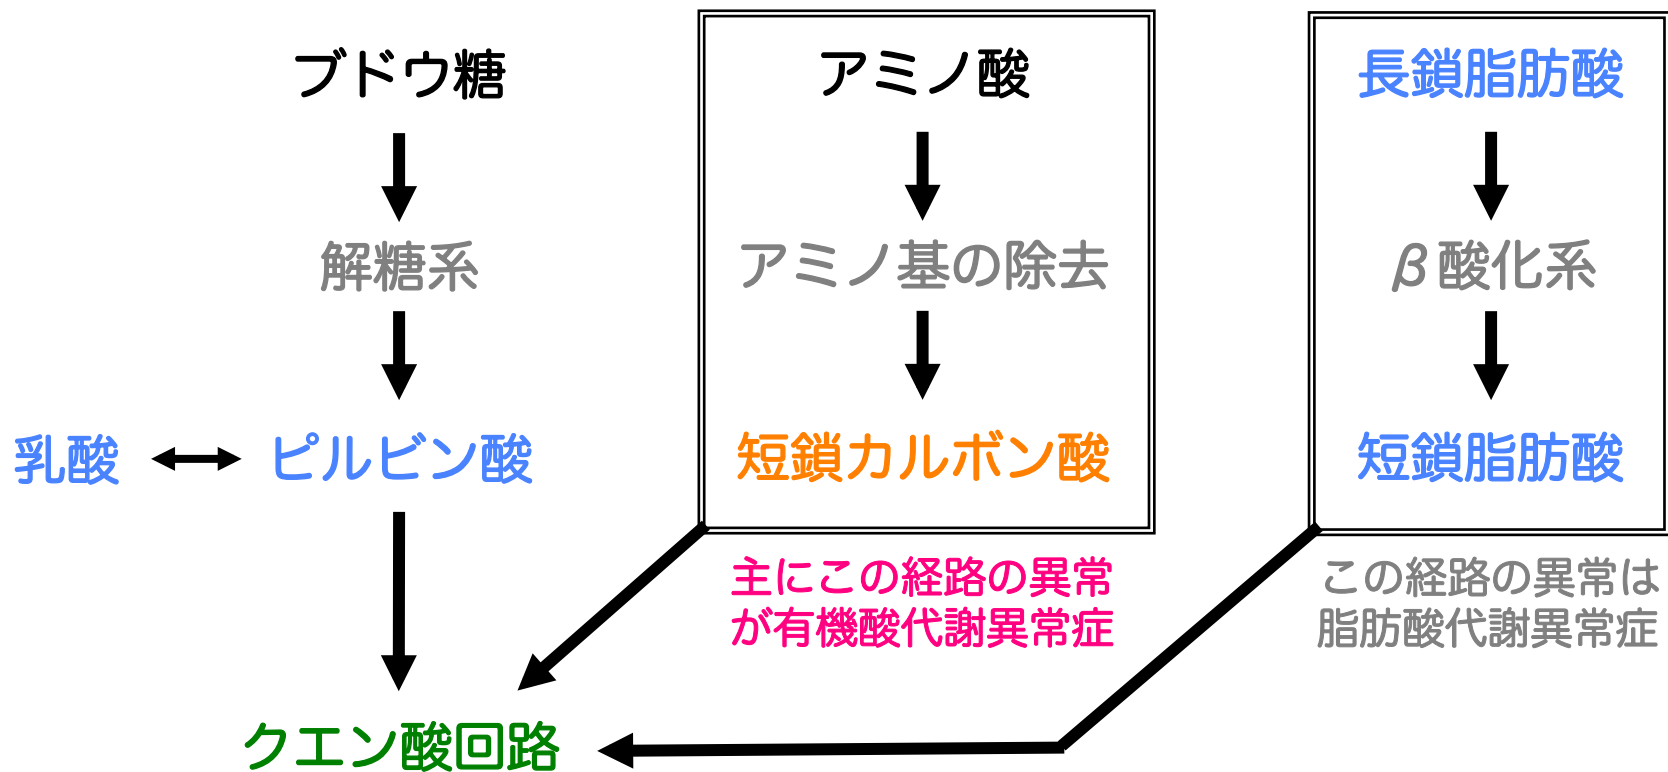 ブドウ糖
解糖系
乳酸
ピルビン酸
クエン酸回路
アミノ酸
アミノ基の除去
短鎖カルボン酸
主にこの経路の異常
が有機酸代謝異常症
長鎖脂肪酸
β酸化系
短鎖脂肪酸
この経路の異常は
脂肪酸代謝異常症